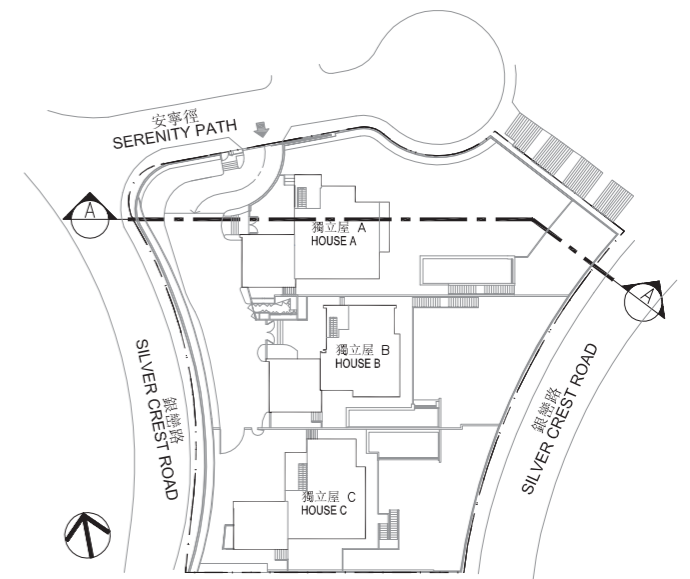 安寧徑
SERENITY PATH
A
獨立屋 A
HOUSE A
A
獨立屋 B
HOUSE B
銀巒路
SILVER CREST ROAD
銀巒路
SILVER CREST ROAD
獨立屋 C
HOUSE C